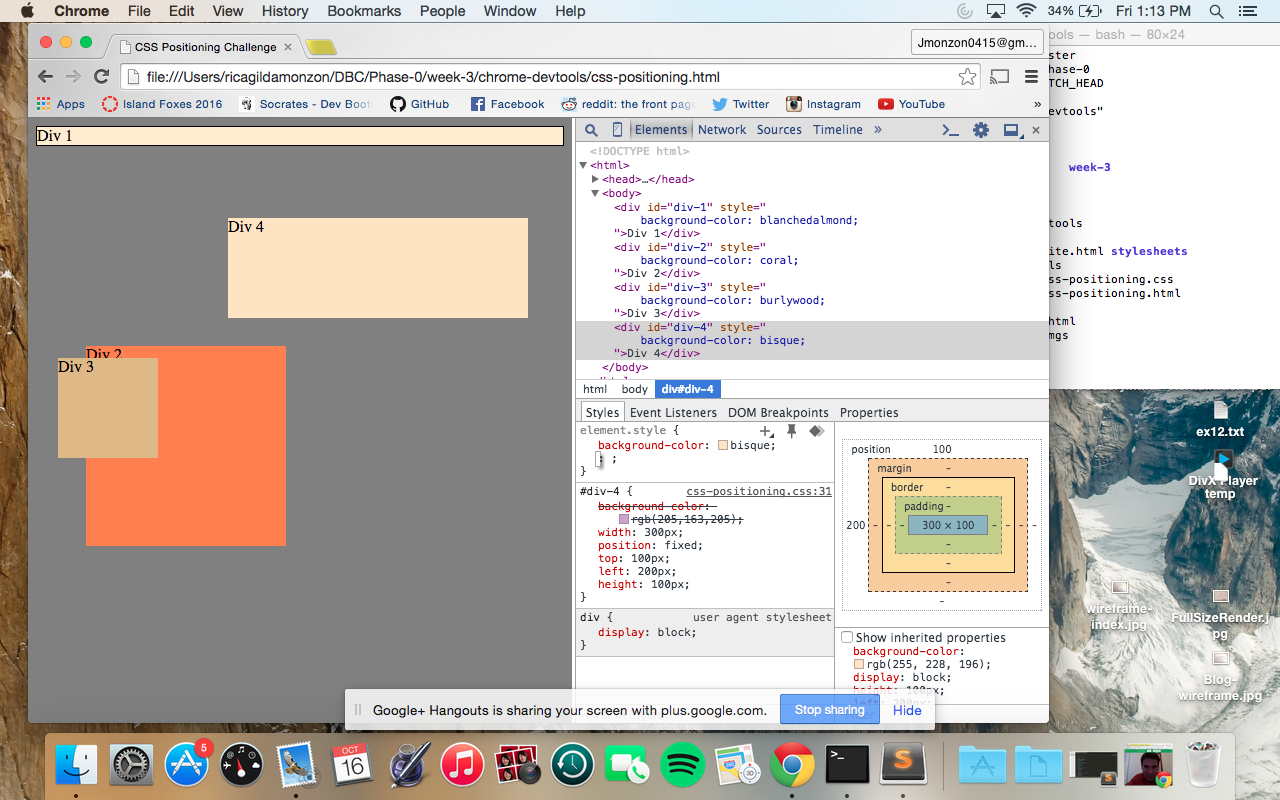 Chrome File Edit View History Bookmarks People Window Help 34% Fri 1:13 PM
CSS Positioning Challenge
Jmonzon0415@gm...
ools — bash — 80×24
file:///Users/ricagildamonzon/DBC/Phase-0/week-3/chrome-devtools/css-positioning.html
Apps Island Foxes 2016 Socrates - Dev Boot GitHub Facebook reddit: the front page Twitter Instagram YouTube »
Div 1
Div 4
Div 2
Div 3
Elements Network Sources Timeline »
<!DOCTYPE html>
▼<html>
▶<head>…</head>
▼<body>
<div id="div-1" style="
background-color: blanchedalmond;
">Div 1</div>
<div id="div-2" style="
background-color: coral;
">Div 2</div>
<div id="div-3" style="
background-color: burlywood;
">Div 3</div>
<div id="div-4" style="
background-color: bisque;
">Div 4</div>
</body>
html body div#div-4
Styles Event Listeners DOM Breakpoints Properties
element.style {
background-color: bisque;
: ;
}
#div-4 { css-positioning.css:31
background-color:
rgb(205,163,205);
width: 300px;
position: fixed;
top: 100px;
left: 200px;
height: 100px;
}
div { user agent stylesheet
display: block;
}
position 100
margin -
border -
padding -
200 - - - 300 × 100 - - -
-
-
-
-
Show inherited properties
background-color:
rgb(255, 228, 196);
display: block;
height: 100px;
ster
hase-0
TCH_HEAD
evtools"
week-3
tools
ite.html stylesheets
ls
ss-positioning.css
ss-positioning.html
html
mgs
ex12.txt
DivX Player
temp
wireframe-
index.jpg
FullSizeRender.j
pg
Blog-
wireframe.jpg
Google+ Hangouts is sharing your screen with plus.google.com. Stop sharing Hide
5
OCT
16